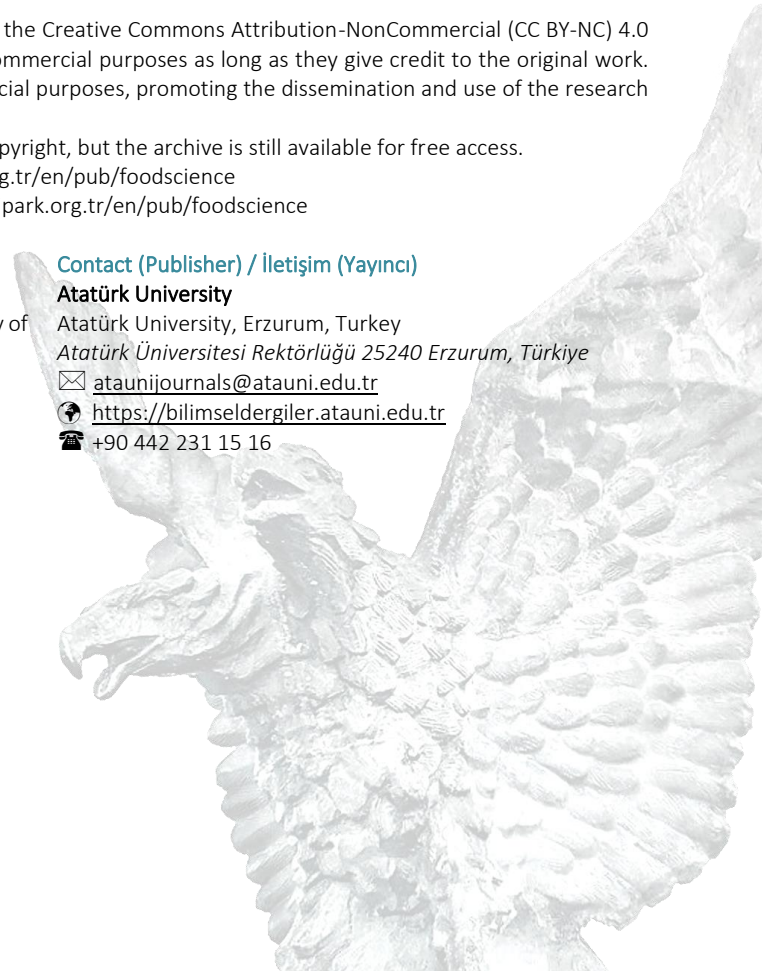 the Creative Commons Attribution-NonCommercial (CC BY-NC) 4.0
ommercial purposes as long as they give credit to the original work.
cial purposes, promoting the dissemination and use of the research
pyright, but the archive is still available for free access.
g.tr/en/pub/foodscience
park.org.tr/en/pub/foodscience
Contact (Publisher) / İletişim (Yayıncı)
Atatürk University
y of Atatürk University, Erzurum, Turkey
Atatürk Üniversitesi Rektörlüğü 25240 Erzurum, Türkiye
ataunijournals@atauni.edu.tr
https://bilimseldergiler.atauni.edu.tr
+90 442 231 15 16